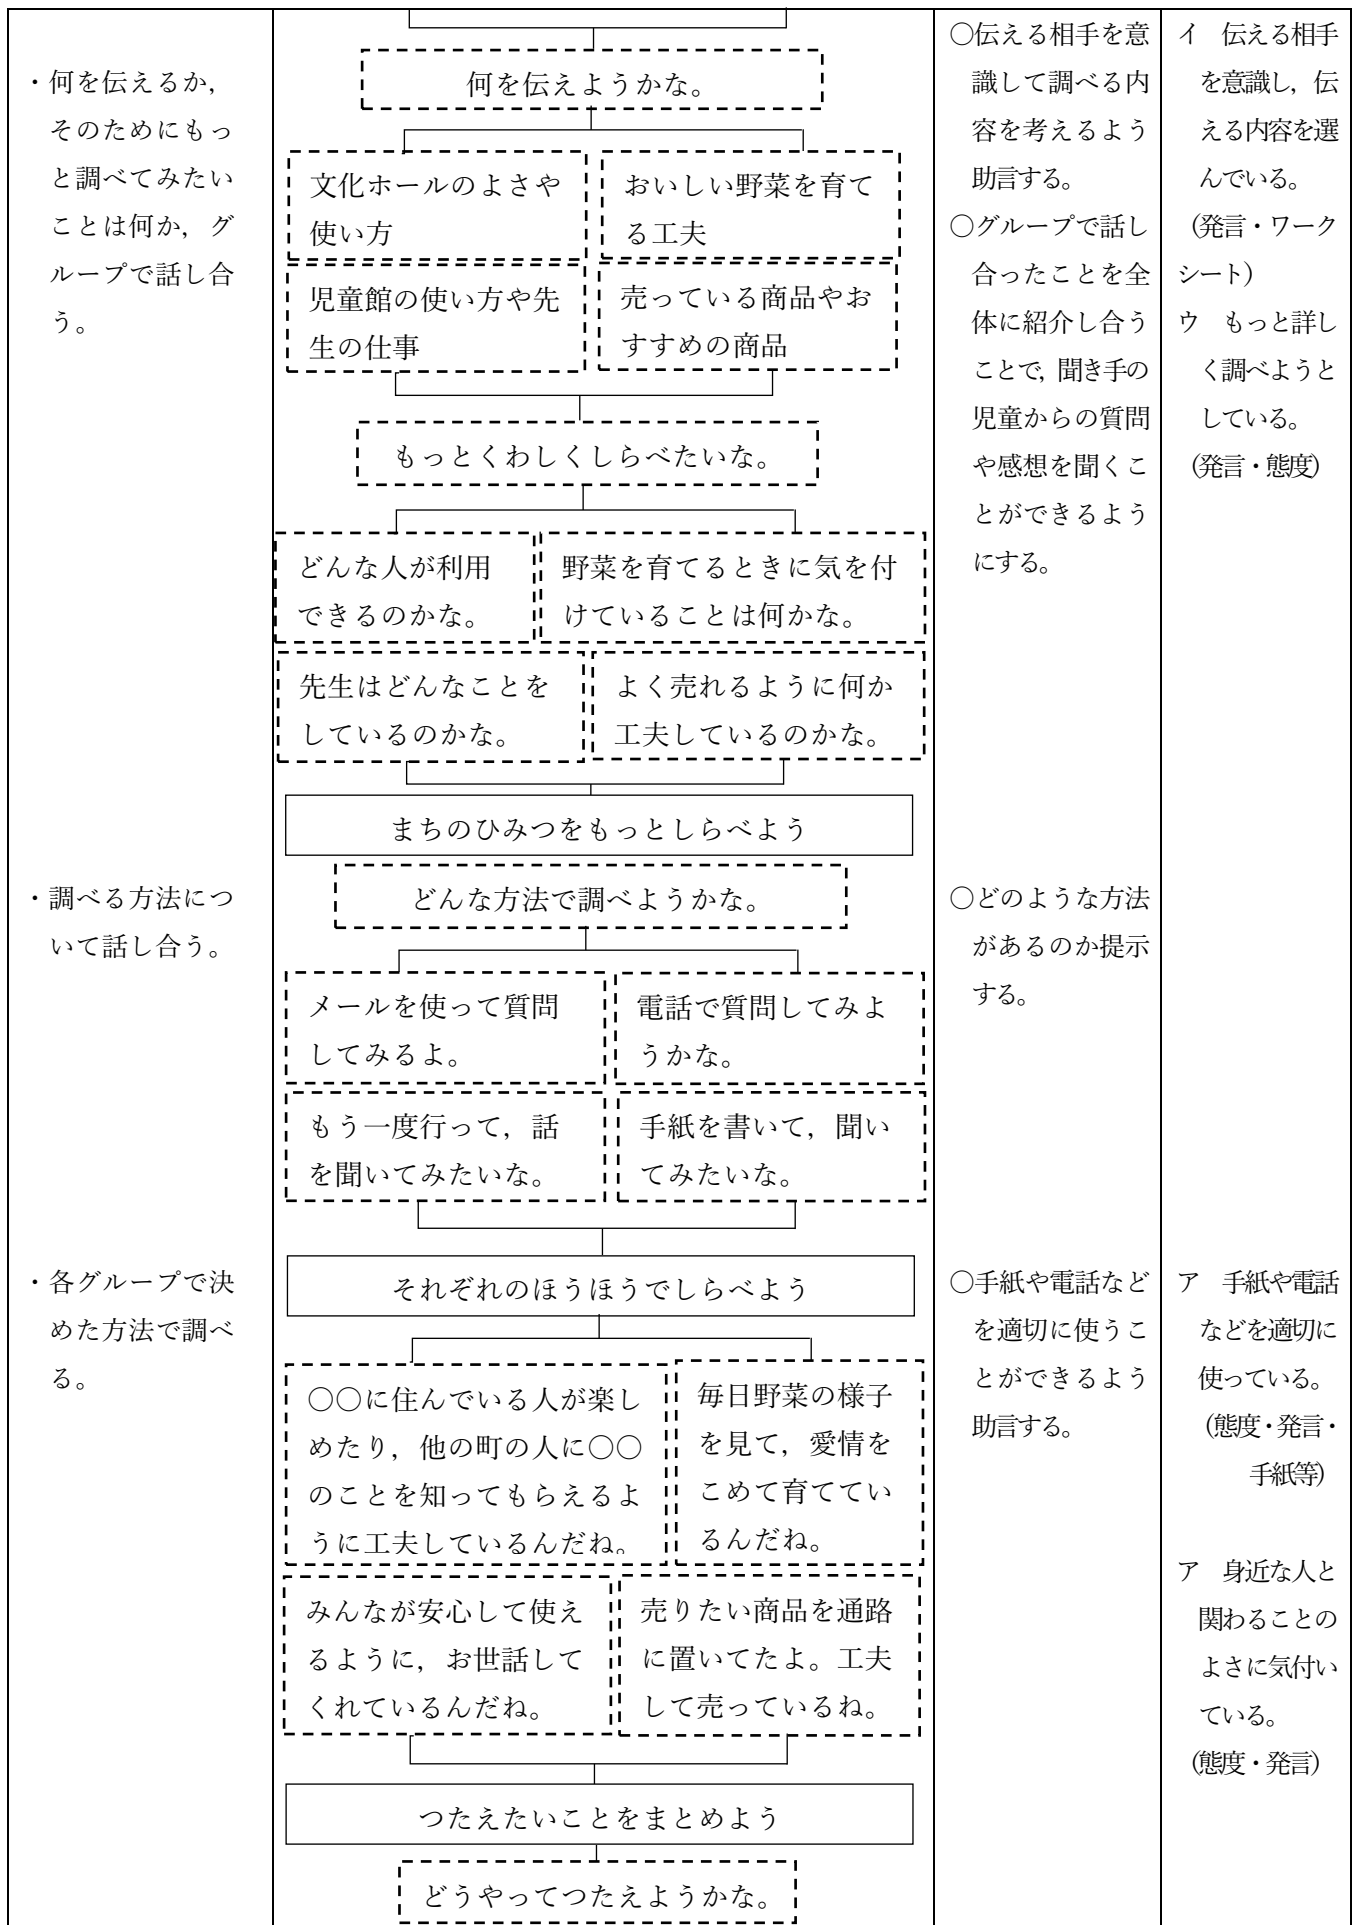 ・何を伝えるか，
そのためにもっ
と調べてみたい
ことは何か，グ
ループで話し合
う。
何を伝えようかな。
文化ホールのよさや
使い方
おいしい野菜を育て
る工夫
児童館の使い方や先
生の仕事
売っている商品やお
すすめの商品
もっとくわしくしらべたいな。
どんな人が利用
できるのかな。
野菜を育てるときに気を付
けていることは何かな。
先生はどんなことを
しているのかな。
よく売れるように何か
工夫しているのかな。
○伝える相手を意
識して調べる内
容を考えるよう
助言する。
○グループで話し
合ったことを全
体に紹介し合う
ことで，聞き手の
児童からの質問
や感想を聞くこ
とができるよう
にする。
イ　伝える相手
を意識し，伝
える内容を選
んでいる。
（発言・ワーク
シート）
ウ　もっと詳し
く調べようと
している。
（発言・態度）
まちのひみつをもっとしらべよう
・調べる方法につ
いて話し合う。
どんな方法で調べようかな。
メールを使って質問
してみるよ。
電話で質問してみよ
うかな。
もう一度行って，話
を聞いてみたいな。
手紙を書いて，聞い
てみたいな。
○どのような方法
があるのか提示
する。
それぞれのほうほうでしらべよう
・各グループで決
めた方法で調べ
る。
○○に住んでいる人が楽し
めたり，他の町の人に○○
のことを知ってもらえるよ
うに工夫しているんだね。
毎日野菜の様子
を見て，愛情を
こめて育ててい
るんだね。
みんなが安心して使え
るように，お世話して
くれているんだね。
売りたい商品を通路
に置いてたよ。工夫
して売っているね。
○手紙や電話など
を適切に使うこ
とができるよう
助言する。
ア　手紙や電話
などを適切に
使っている。
（態度・発言・
手紙等）
ア　身近な人と
関わることの
よさに気付い
ている。
（態度・発言）
つたえたいことをまとめよう
どうやってつたえようかな。